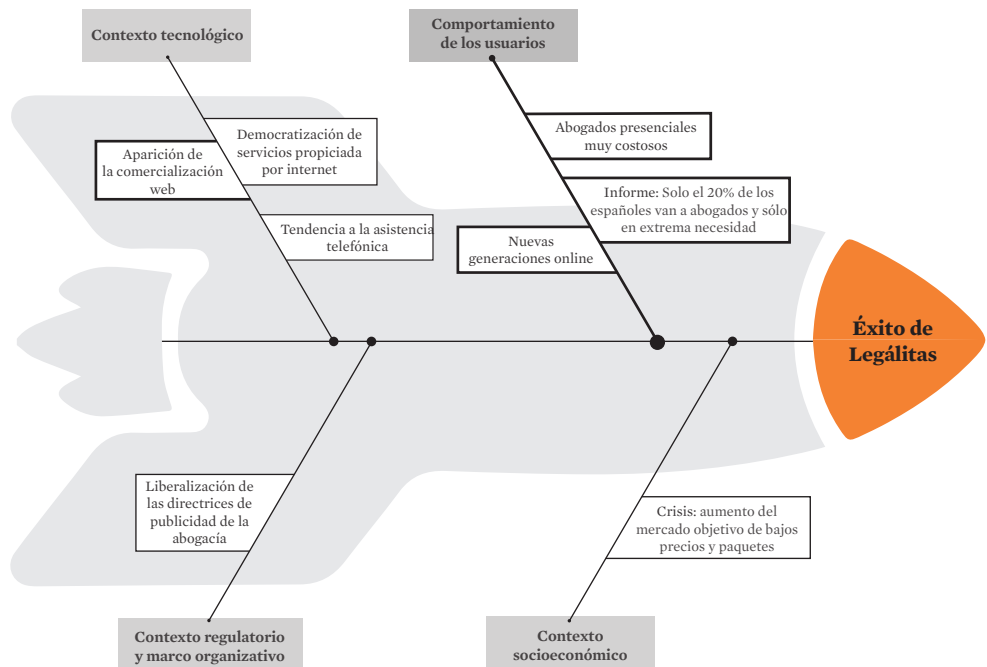 Contexto tecnológico
Comportamiento
de los usuarios
Democratización de
servicios propiciada
por internet
Aparición de
la comercialización
web
Tendencia a la asistencia
telefónica
Abogados presenciales
muy costosos
Informe: Solo el 20% de los
españoles van a abogados y sólo
en extrema necesidad
Nuevas
generaciones online
Éxito de
Legálitas
Liberalización de
las directrices de
publicidad de la
abogacía
Crisis: aumento del
mercado objetivo de bajos
precios y paquetes
Contexto regulatorio
y marco organizativo
Contexto
socioeconómico